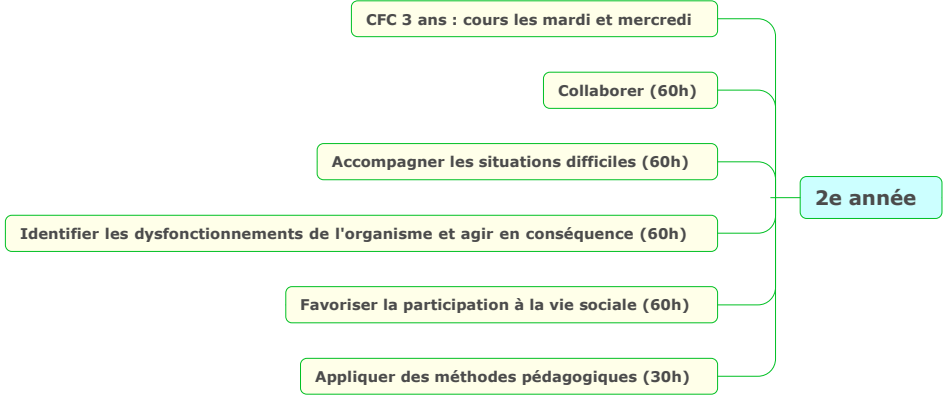 CFC 3 ans : cours les mardi et mercredi
Collaborer (60h)
Accompagner les situations difficiles (60h)
2e année
Identifier les dysfonctionnements de l'organisme et agir en conséquence (60h)
Favoriser la participation à la vie sociale (60h)
Appliquer des méthodes pédagogiques (30h)